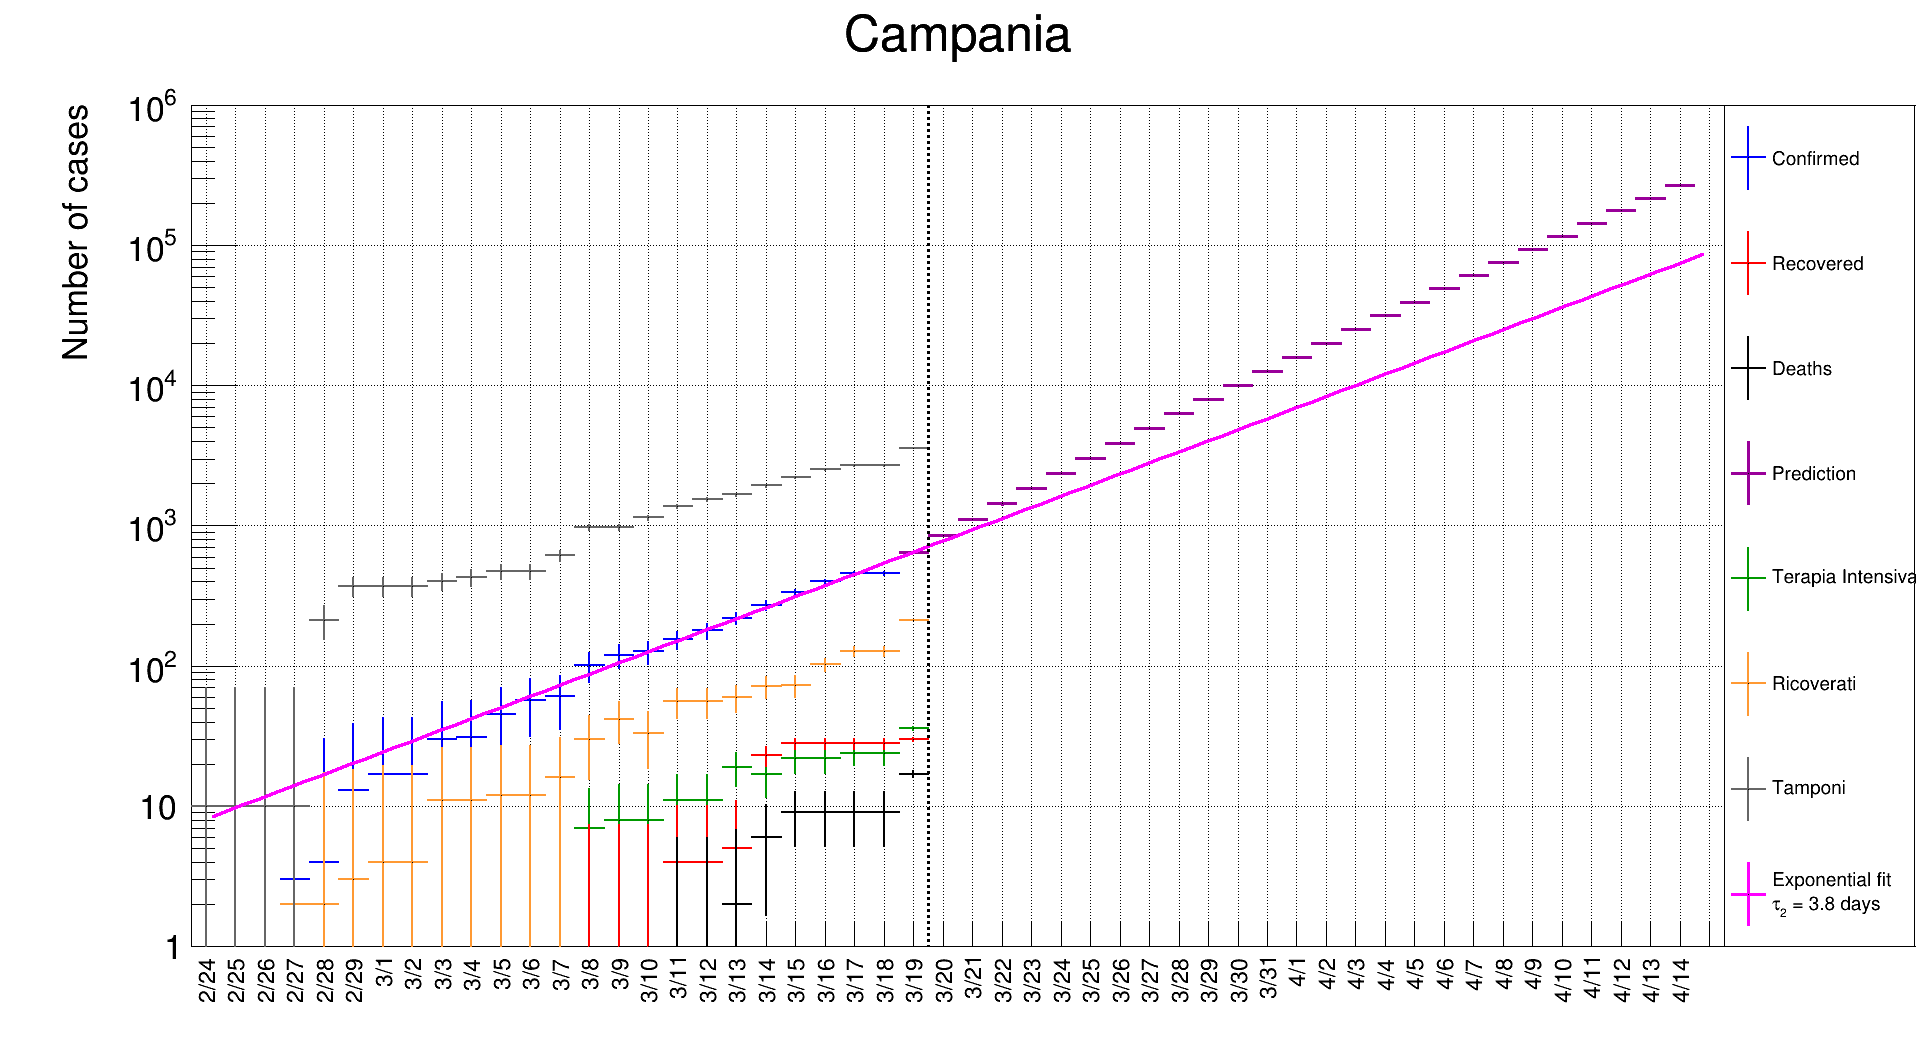 Campania
Number of cases
10^6
10^5
10^4
10^3
10^2
10
1
2/24 2/25 2/26 2/27 2/28 2/29 3/1 3/2 3/3 3/4 3/5 3/6 3/7 3/8 3/9 3/10 3/11 3/12 3/13 3/14 3/15 3/16 3/17 3/18 3/19 3/20 3/21 3/22 3/23 3/24 3/25 3/26 3/27 3/28 3/29 3/30 3/31 4/1 4/2 4/3 4/4 4/5 4/6 4/7 4/8 4/9 4/10 4/11 4/12 4/13 4/14
Confirmed
Recovered
Deaths
Prediction
Terapia Intensiva
Ricoverati
Tamponi
Exponential fit
τ_2 = 3.8 days